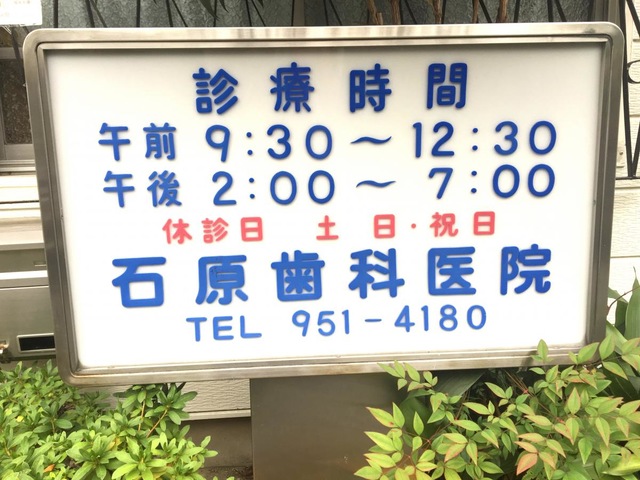 診療時間
午前 9:30～12:30
午後 2:00～ 7:00
休診日 土 日・祝日
石原歯科医院
TEL 951-4180